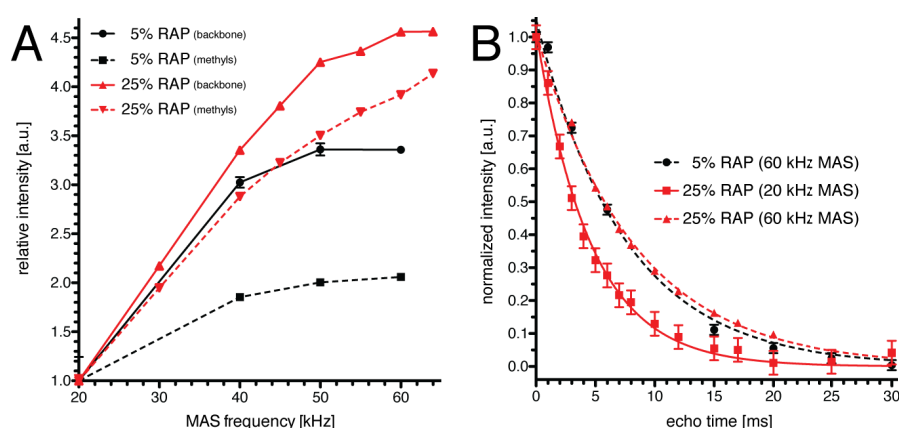 A
5% RAP (backbone)
5% RAP (methyls)
25% RAP (backbone)
25% RAP (methyls)
relative intensity [a.u.]
4.5
4.0
3.5
3.0
2.5
2.0
1.5
1.0
20
30
40
50
60
MAS frequency [kHz]
B
5% RAP (60 kHz MAS)
25% RAP (20 kHz MAS)
25% RAP (60 kHz MAS)
normalized intensity [a.u.]
1.0
0.9
0.8
0.7
0.6
0.5
0.4
0.3
0.2
0.1
0.0
0
5
10
15
20
25
30
echo time [ms]